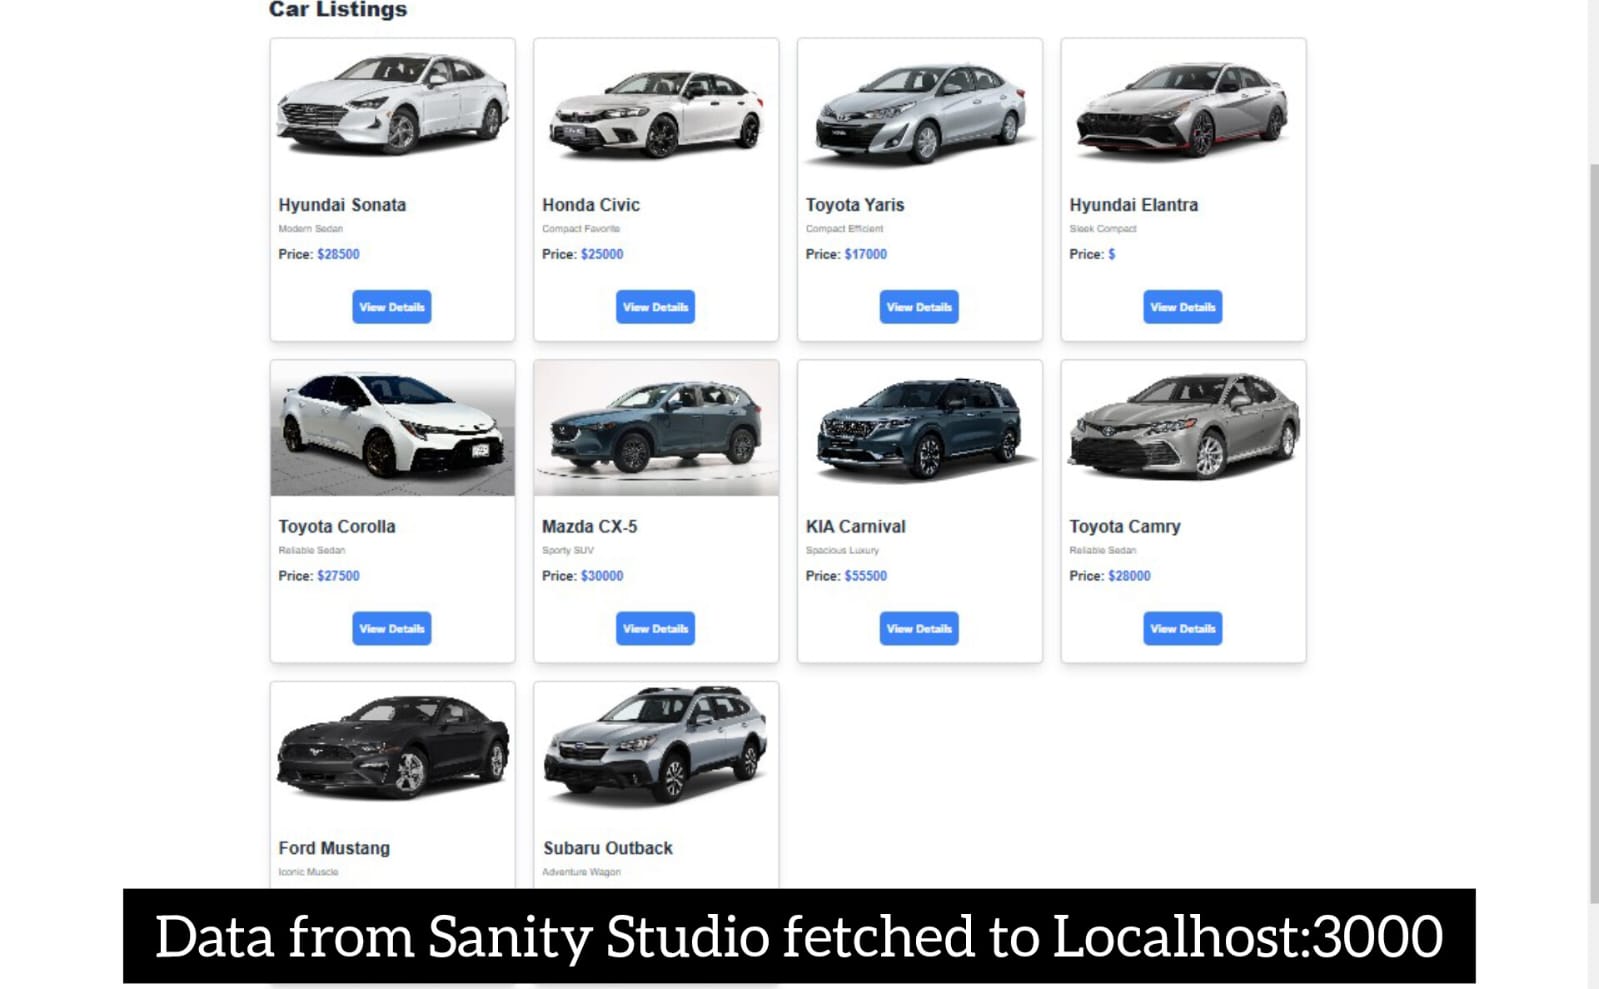 Car Listings
Hyundai Sonata
Modern Sedan
Price: $28500
View Details
Honda Civic
Compact Favorite
Price: $25000
View Details
Toyota Yaris
Compact Efficient
Price: $17000
View Details
Hyundai Elantra
Sleek Compact
Price: $
View Details
Toyota Corolla
Reliable Sedan
Price: $27500
View Details
Mazda CX-5
Sporty SUV
Price: $30000
View Details
KIA Carnival
Spacious Luxury
Price: $55500
View Details
Toyota Camry
Reliable Sedan
Price: $28000
View Details
Ford Mustang
Iconic Muscle
Subaru Outback
Adventure Wagon
Data from Sanity Studio fetched to Localhost:3000